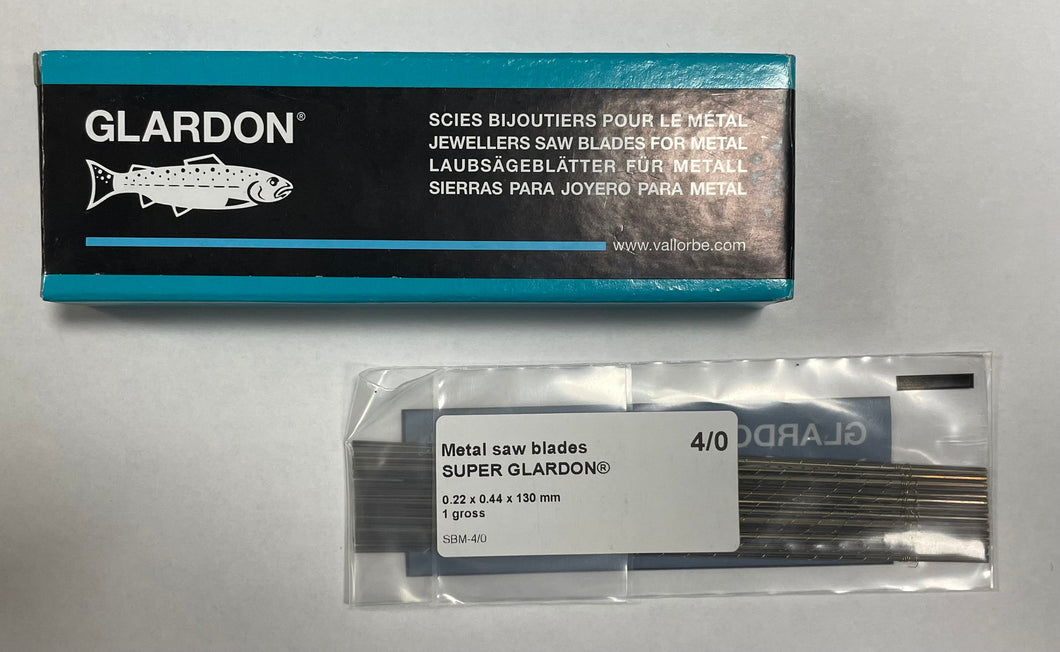 GLARDON®
SCIES BIJOUTIERS POUR LE MÉTAL
JEWELLERS SAW BLADES FOR METAL
LAUBSÄGEBLÄTTER FÜR METALL
SIERRAS PARA JOYERO PARA METAL
www.vallorbe.com
Metal saw blades
4/0
SUPER GLARDON®
0.22 x 0.44 x 130 mm
1 gross
SBM-4/0
GLARDO